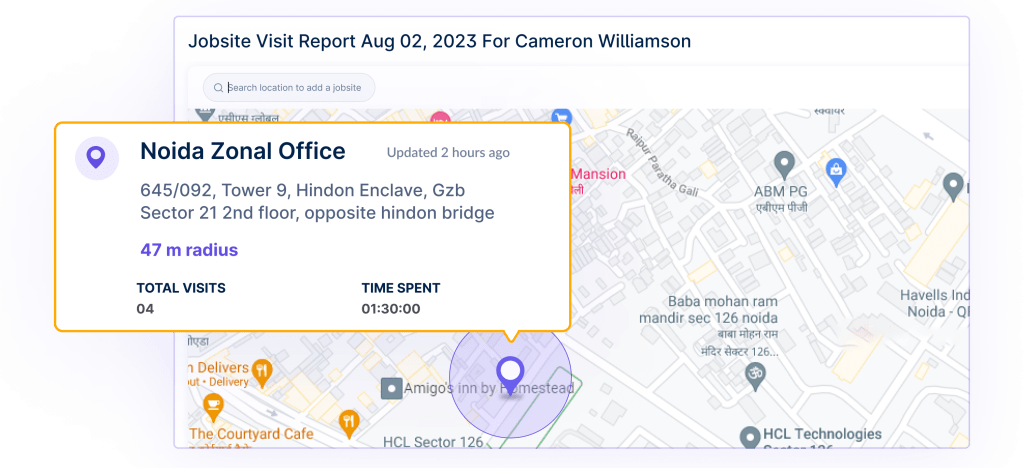 Jobsite Visit Report Aug 02, 2023 For Cameron Williamson
Search location to add a jobsite
एसीएस ग्लोबल
स्क्वायर
Noida Zonal Office
Updated 2 hours ago
645/092, Tower 9, Hindon Enclave, Gzb
Sector 21 2nd floor, opposite hindon bridge
47 m radius
TOTAL VISITS
TIME SPENT
04
01:30:00
Mansion
Raipur Paratha Gali
ABM PG
एबीएम पीजी
Baba mohan ram
mandir sec 126 noida
बाबा मोहन राम
मंदिर सेक्टर 126...
Havells Ind
Noida - QR
Delivers
Delivery
Amigo's inn by Homestead
The Courtyard Cafe
HCL Sector 126
HCL Technologies
Sector 126